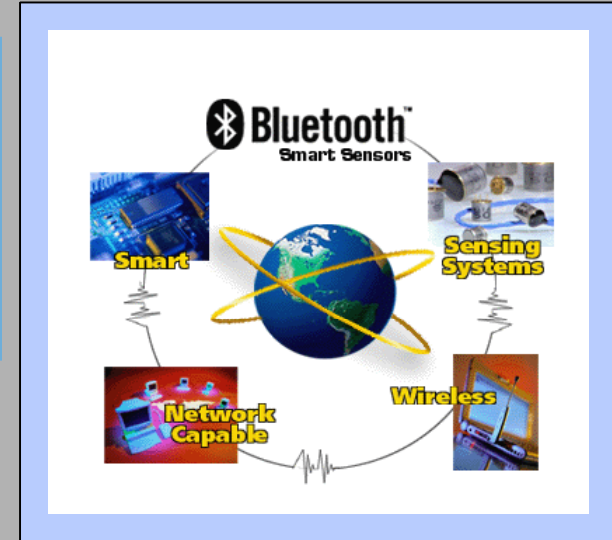 Bluetooth™
Smart Sensors
Smart
Sensing
Systems
Wireless
Network
Capable